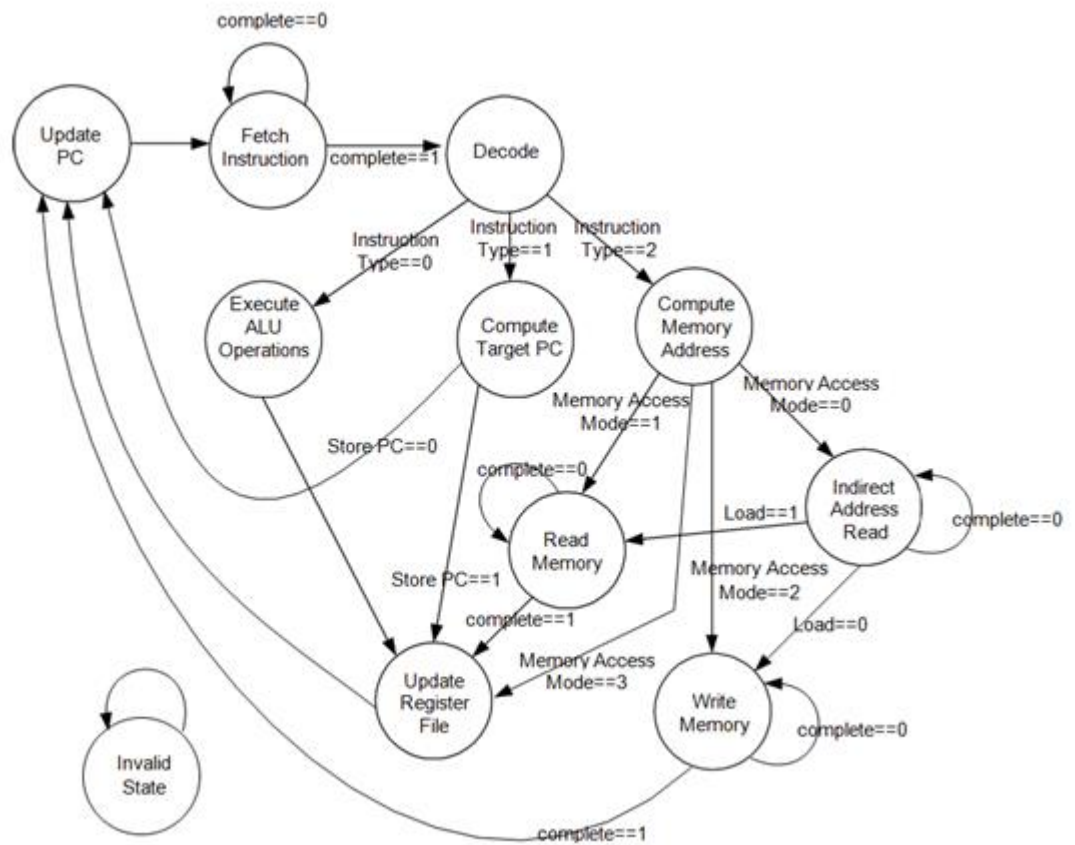 complete==0
Update
PC
Fetch
Instruction
complete==1
Decode
Instruction
Type==0
Instruction
Type==1
Instruction
Type==2
Execute
ALU
Operations
Compute
Target PC
Compute
Memory
Address
Memory Access
Mode==1
Memory Access
Mode==0
Store PC==0
complete==0
Read
Memory
Load==1
Indirect
Address
Read
complete==0
Store PC==1
Memory Access
Mode==2
complete==1
Load==0
Memory Access
Mode==3
Update
Register
File
Write
Memory
complete==0
Invalid
State
complete==1